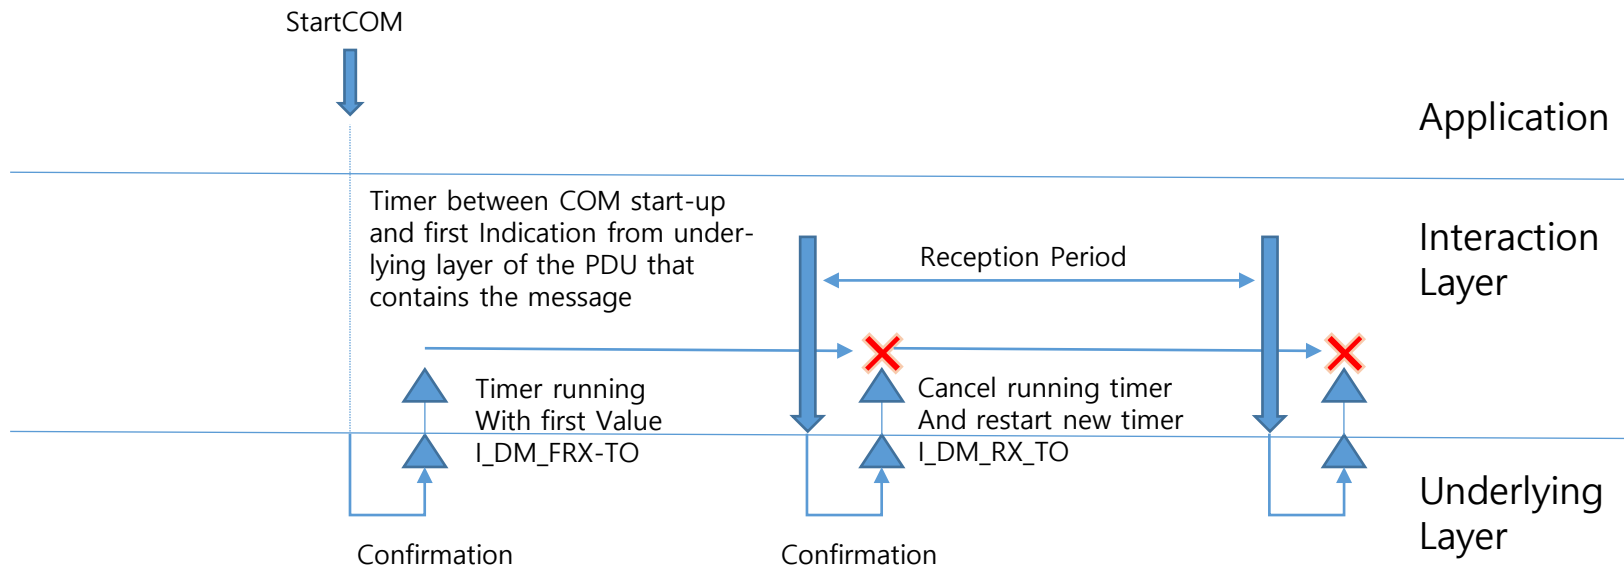 StartCOM
Application
Timer between COM start-up
and first Indication from under-
lying layer of the PDU that
contains the message
Reception Period
Interaction
Layer
Timer running
With first Value
I_DM_FRX-TO
Cancel running timer
And restart new timer
I_DM_RX_TO
Underlying
Layer
Confirmation
Confirmation